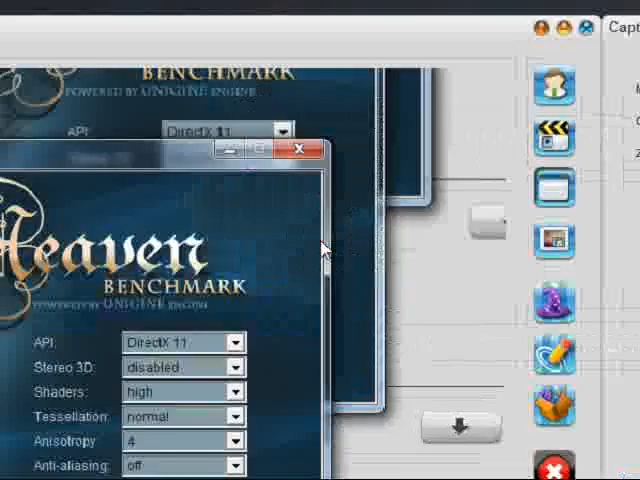 Capt
BENCHMARK
POWERED BY UNIGINE ENGINE
API: DirectX 11
Heaven
BENCHMARK
POWERED BY UNIGINE ENGINE
API: DirectX 11
Stereo 3D: disabled
Shaders: high
Tessellation: normal
Anisotropy 4
Anti-aliasing: off